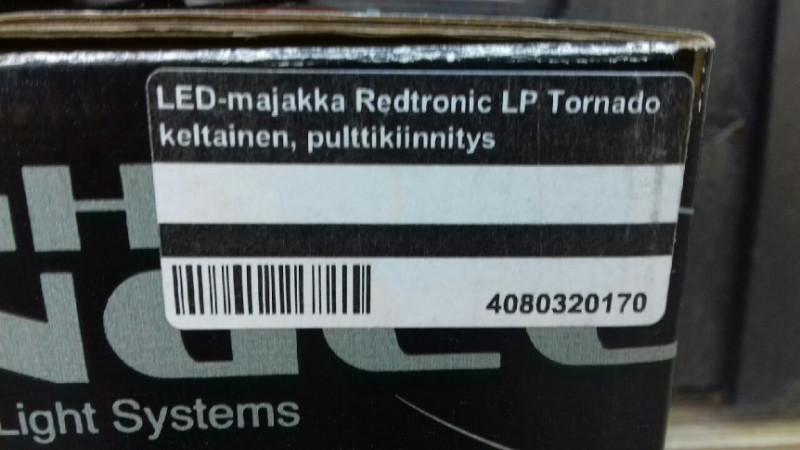 LED-majakka Redtronic LP Tornado
keltainen, pulttikiinnitys
4080320170
Light Systems